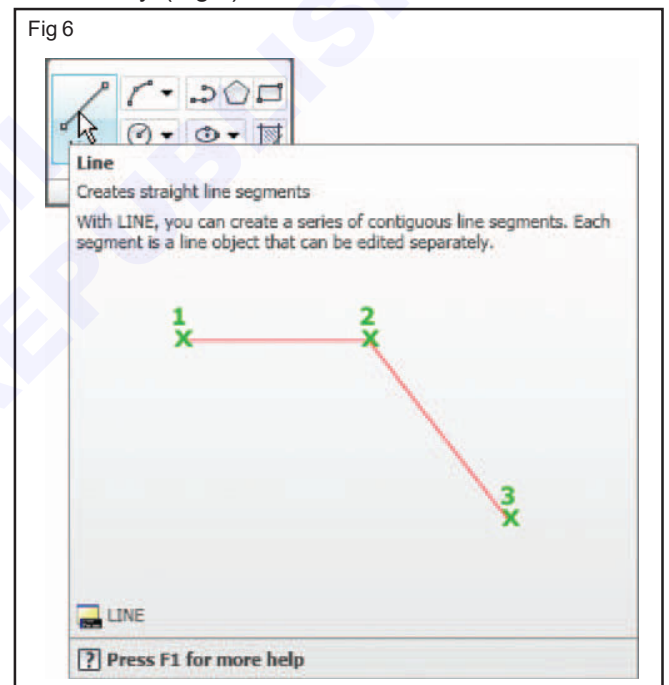 Fig 6
Line
Creates straight line segments
With LINE, you can create a series of contiguous line segments. Each
segment is a line object that can be edited separately.
1
2
3
LINE
? Press F1 for more help